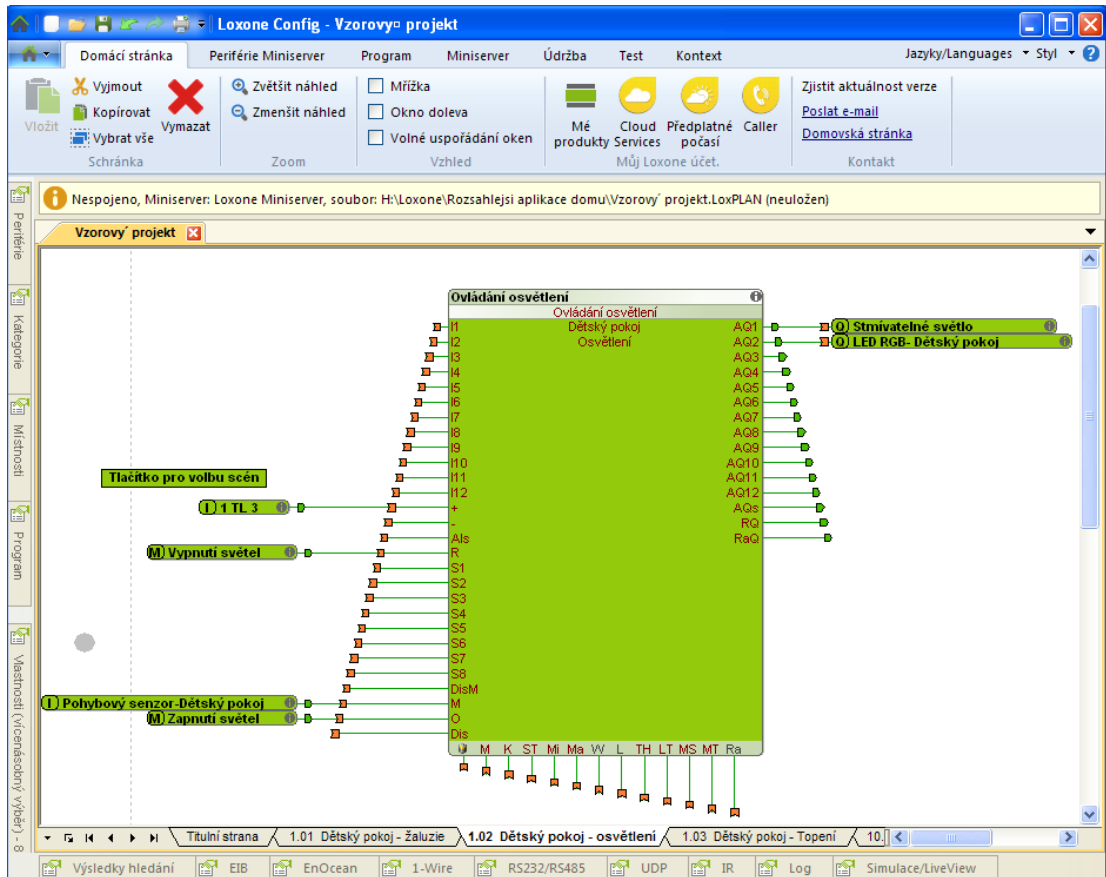 Loxone Config - Vzorovy¤ projekt
Domácí stránka Periférie Miniserver Program Miniserver Údržba Test Kontext Jazyky/Languages Styl
Vložit
Vyjmout
Kopírovat
Vybrat vše
Vymazat
Schránka
Zvětšit náhled
Zmenšit náhled
Zoom
Mřížka
Okno doleva
Volné uspořádání oken
Vzhled
Mé produkty
Cloud Services
Předplatné počasí
Caller
Můj Loxone účet.
Zjistit aktuálnost verze
Poslat e-mail
Domovská stránka
Kontakt
Nespojeno, Miniserver: Loxone Miniserver, soubor: H:\Loxone\Rozsahlejsi aplikace domu\Vzorovy´ projekt.LoxPLAN (neuložen)
Vzorovy´ projekt
Periférie
Kategorie
Místnosti
Program
Vlastnosti (vícenásobný výběr) - 8
Ovládání osvětlení
Ovládání osvětlení
Dětský pokoj
Osvětlení
I1
I2
I3
I4
I5
I6
I7
I8
I9
I10
I11
I12
+
-
Als
R
S1
S2
S3
S4
S5
S6
S7
S8
DisM
M
O
Dis
AQ1
AQ2
AQ3
AQ4
AQ5
AQ6
AQ7
AQ8
AQ9
AQ10
AQ11
AQ12
AQs
RQ
RaQ
M K ST Mi Ma W L TH LT MS MT Ra
Q Stmívatelné světlo
Q LED RGB- Dětský pokoj
Tlačítko pro volbu scén
I 1 TL 3
M Vypnutí světel
I Pohybový senzor-Dětský pokoj
M Zapnutí světel
Titulní strana 1.01 Dětský pokoj - žaluzie 1.02 Dětský pokoj - osvětlení 1.03 Dětský pokoj - Topení 10.
Výsledky hledání EIB EnOcean 1-Wire RS232/RS485 UDP IR Log Simulace/LiveView